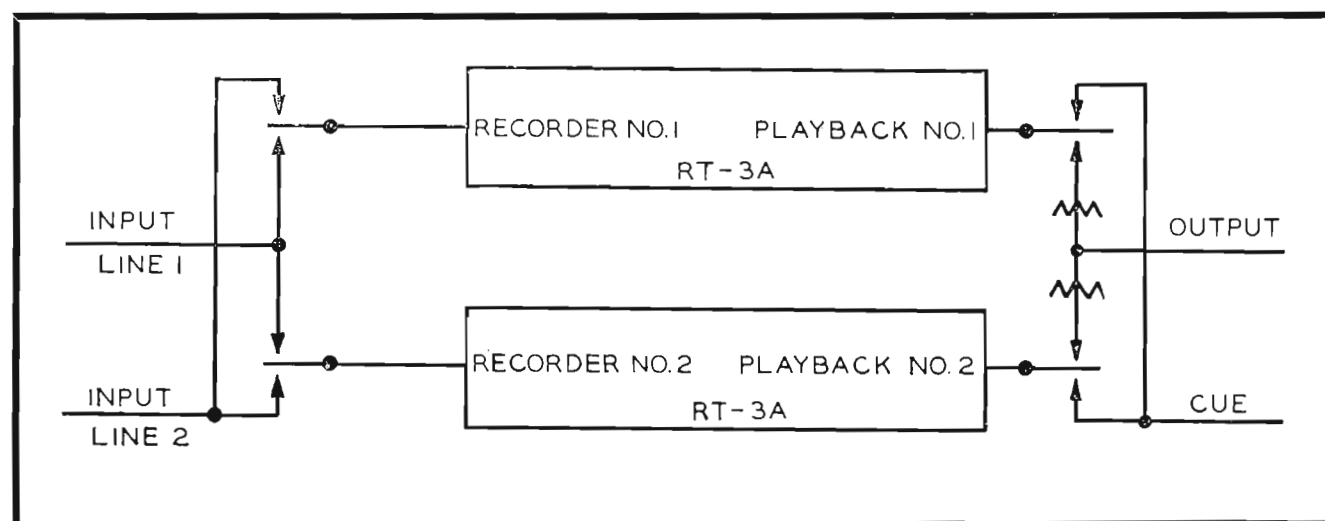 RECORDER NO.1 PLAYBACK NO.1
RT-3A
INPUT
LINE 1
OUTPUT
RECORDER NO.2 PLAYBACK NO.2
RT-3A
INPUT
LINE 2
CUE